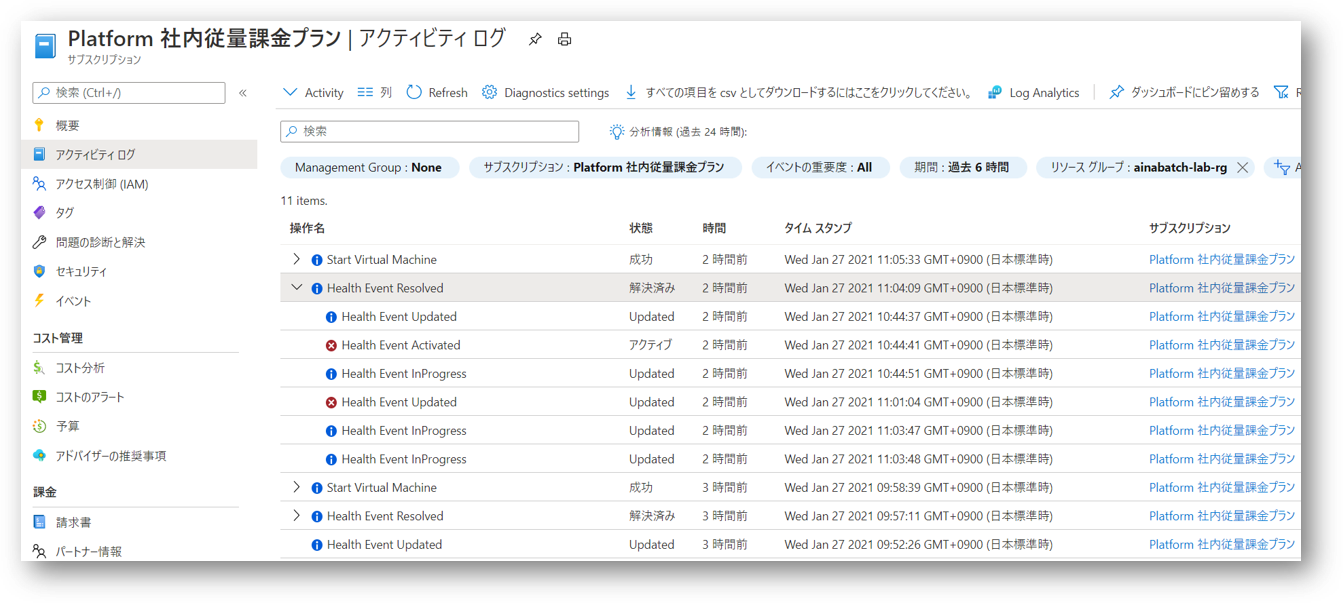 Platform 社内従量課金プラン | アクティビティ ログ
サブスクリプション
検索 (Ctrl+/)
«
概要
アクティビティ ログ
アクセス制御 (IAM)
タグ
問題の診断と解決
セキュリティ
イベント
コスト管理
コスト分析
コストのアラート
予算
アドバイザーの推奨事項
課金
請求書
パートナー情報
Activity 列 Refresh Diagnostics settings すべての項目を csv としてダウンロードするにはここをクリックしてください。 Log Analytics ダッシュボードにピン留めする
検索 分析情報 (過去 24 時間):
Management Group : None サブスクリプション : Platform 社内従量課金プラン イベントの重要度 : All 期間 : 過去 6 時間 リソース グループ : ainabatch-lab-rg
11 items.
操作名 状態 時間 タイム スタンプ サブスクリプション
Start Virtual Machine 成功 2 時間前 Wed Jan 27 2021 11:05:33 GMT+0900 (日本標準時) Platform 社内従量課金プラン
Health Event Resolved 解決済み 2 時間前 Wed Jan 27 2021 11:04:09 GMT+0900 (日本標準時) Platform 社内従量課金プラン
Health Event Updated Updated 2 時間前 Wed Jan 27 2021 10:44:37 GMT+0900 (日本標準時) Platform 社内従量課金プラン
Health Event Activated アクティブ 2 時間前 Wed Jan 27 2021 10:44:41 GMT+0900 (日本標準時) Platform 社内従量課金プラン
Health Event InProgress Updated 2 時間前 Wed Jan 27 2021 10:44:51 GMT+0900 (日本標準時) Platform 社内従量課金プラン
Health Event Updated Updated 2 時間前 Wed Jan 27 2021 11:01:04 GMT+0900 (日本標準時) Platform 社内従量課金プラン
Health Event InProgress Updated 2 時間前 Wed Jan 27 2021 11:03:47 GMT+0900 (日本標準時) Platform 社内従量課金プラン
Health Event InProgress Updated 2 時間前 Wed Jan 27 2021 11:03:48 GMT+0900 (日本標準時) Platform 社内従量課金プラン
Start Virtual Machine 成功 3 時間前 Wed Jan 27 2021 09:58:39 GMT+0900 (日本標準時) Platform 社内従量課金プラン
Health Event Resolved 解決済み 3 時間前 Wed Jan 27 2021 09:57:11 GMT+0900 (日本標準時) Platform 社内従量課金プラン
Health Event Updated Updated 3 時間前 Wed Jan 27 2021 09:52:26 GMT+0900 (日本標準時) Platform 社内従量課金プラン